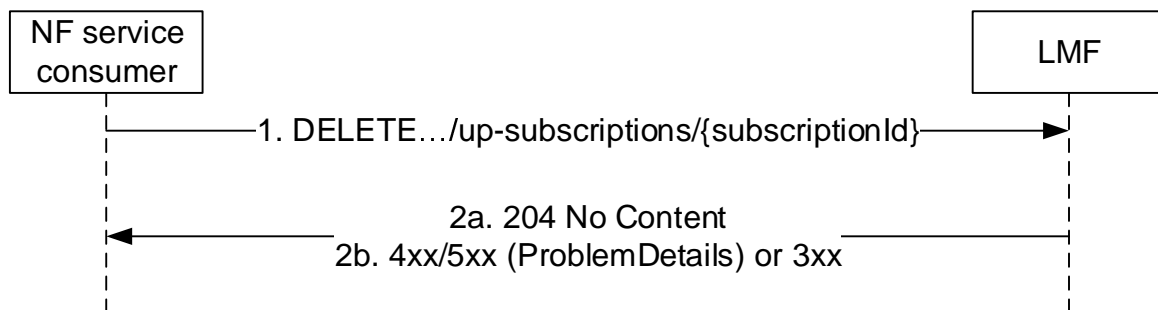 NF service
consumer
LMF
1. DELETE…/up-subscriptions/{subscriptionId}
2a. 204 No Content
2b. 4xx/5xx (ProblemDetails) or 3xx